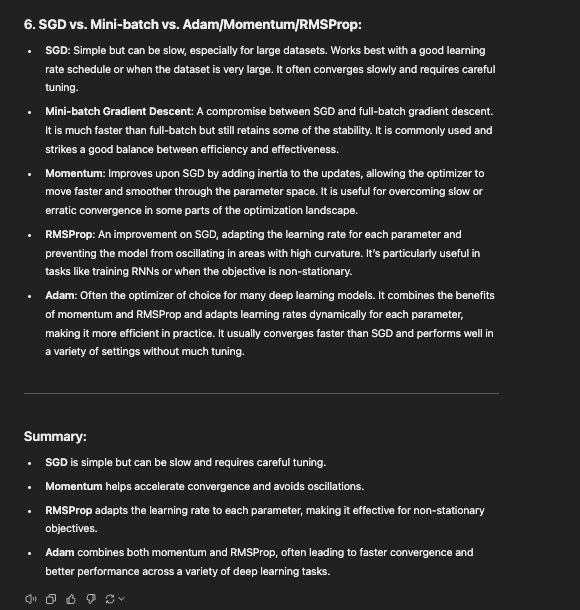 6. SGD vs. Mini-batch vs. Adam/Momentum/RMSProp:
• SGD: Simple but can be slow, especially for large datasets. Works best with a good learning
rate schedule or when the dataset is very large. It often converges slowly and requires careful
tuning.
• Mini-batch Gradient Descent: A compromise between SGD and full-batch gradient descent.
It is much faster than full-batch but still retains some of the stability. It is commonly used and
strikes a good balance between efficiency and effectiveness.
• Momentum: Improves upon SGD by adding inertia to the updates, allowing the optimizer to
move faster and smoother through the parameter space. It is useful for overcoming slow or
erratic convergence in some parts of the optimization landscape.
• RMSProp: An improvement on SGD, adapting the learning rate for each parameter and
preventing the model from oscillating in areas with high curvature. It's particularly useful in
tasks like training RNNs or when the objective is non-stationary.
• Adam: Often the optimizer of choice for many deep learning models. It combines the benefits
of momentum and RMSProp and adapts learning rates dynamically for each parameter,
making it more efficient in practice. It usually converges faster than SGD and performs well in
a variety of settings without much tuning.
Summary:
• SGD is simple but can be slow and requires careful tuning.
• Momentum helps accelerate convergence and avoids oscillations.
• RMSProp adapts the learning rate to each parameter, making it effective for non-stationary
objectives.
• Adam combines both momentum and RMSProp, often leading to faster convergence and
better performance across a variety of deep learning tasks.